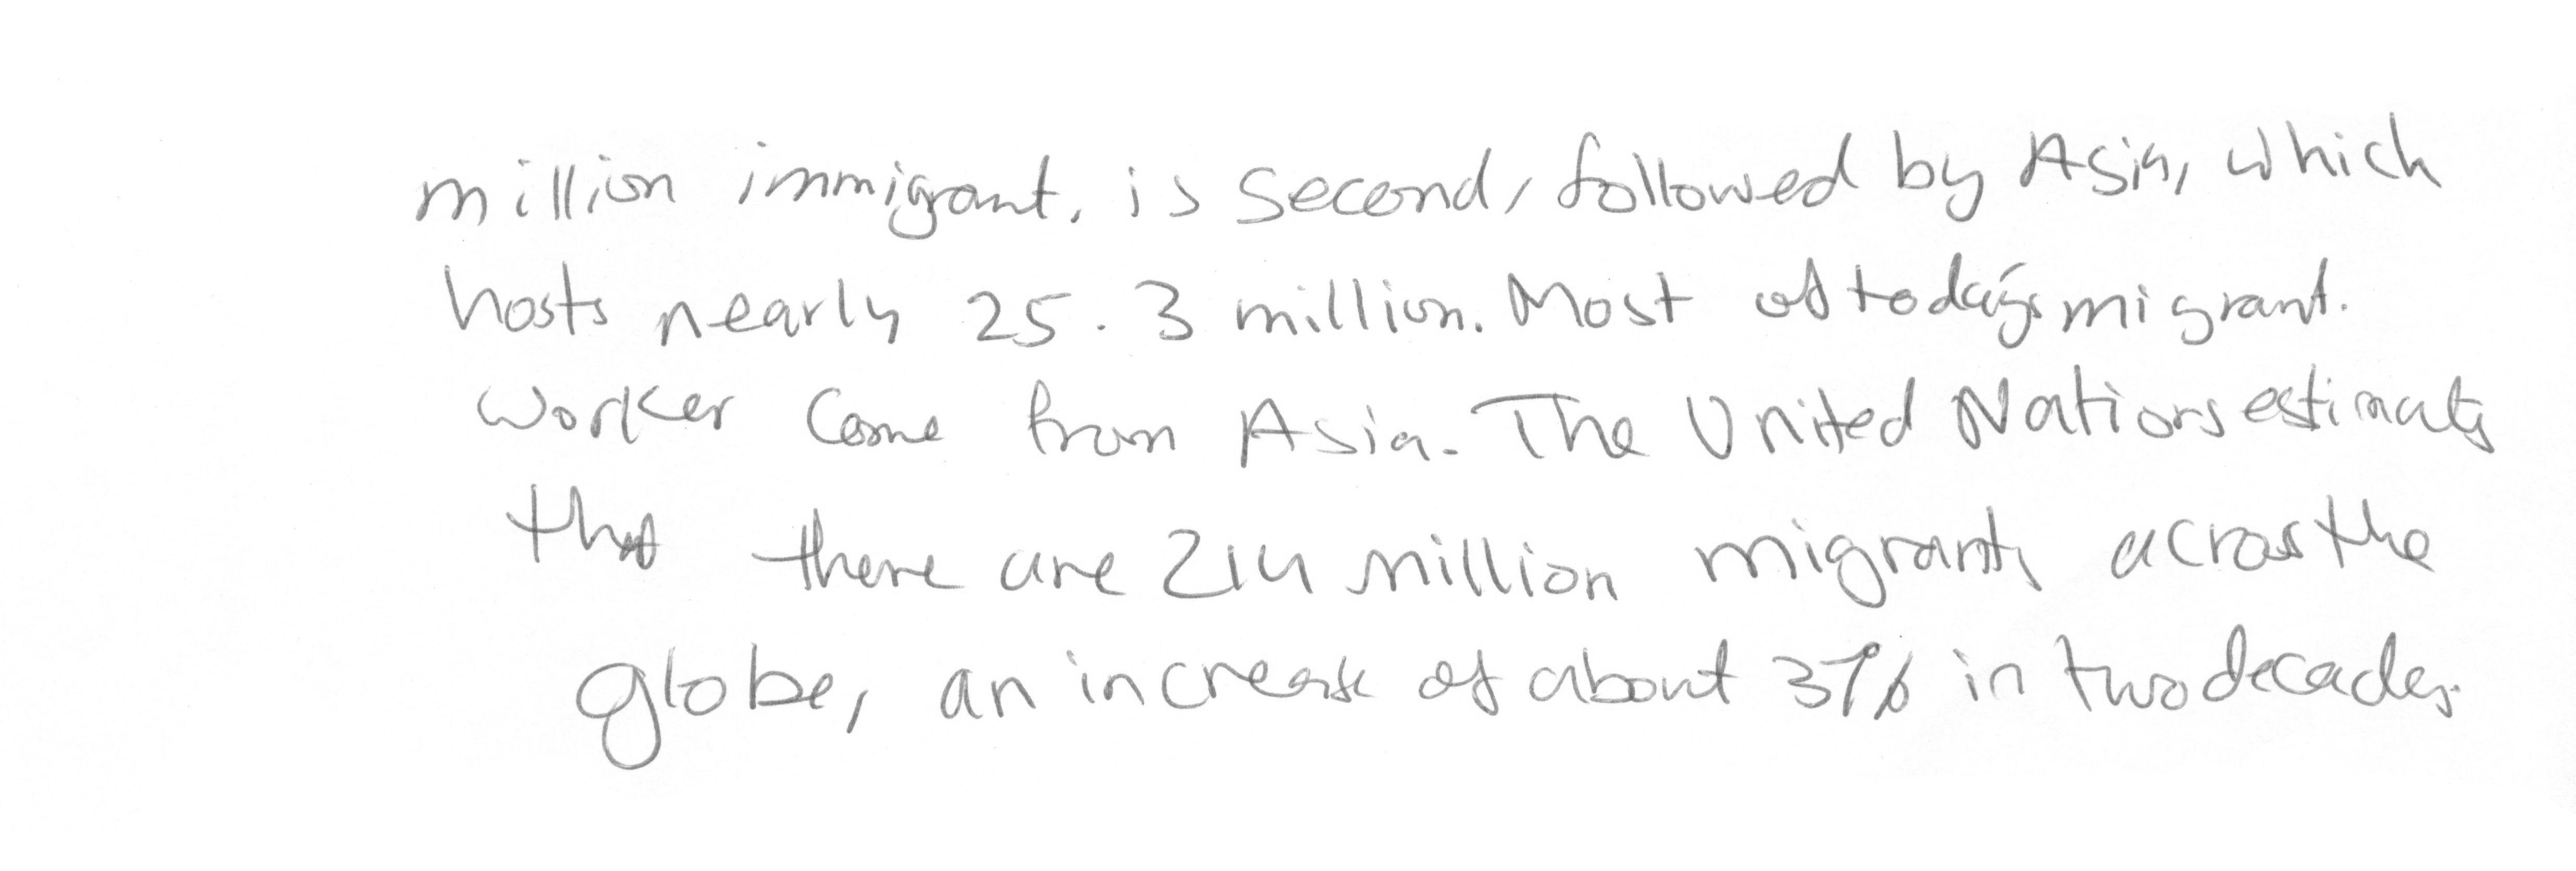 million immigrant. is second, followed by Asia, which
hosts nearly 25.3 million. Most of today's migrant.
worker come from Asia. The United Nations estimates
that there are 214 million migrants across the
globe, an increase of about 37% in two decades.